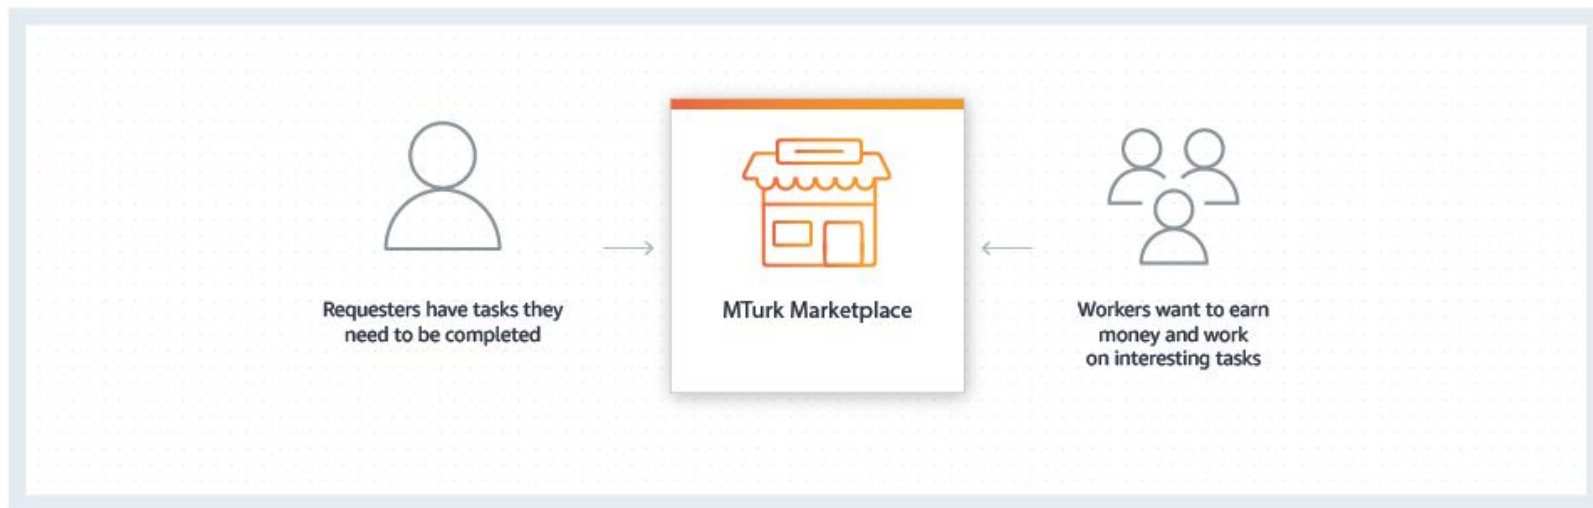 Requesters have tasks they
need to be completed
MTurk Marketplace
Workers want to earn
money and work
on interesting tasks